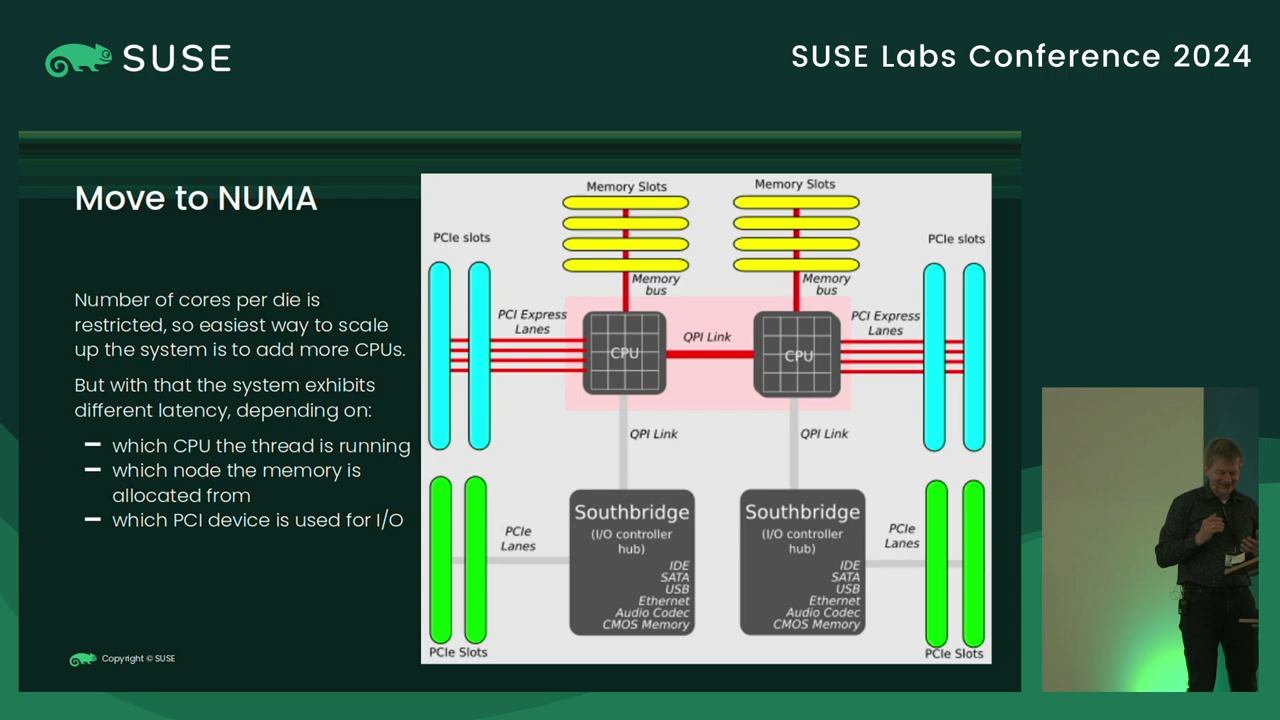 SUSE
SUSE Labs Conference 2024
Move to NUMA
Number of cores per die is
restricted, so easiest way to scale
up the system is to add more CPUs.
But with that the system exhibits
different latency, depending on:
which CPU the thread is running
which node the memory is
allocated from
which PCI device is used for I/O
Copyright © SUSE
Memory Slots
Memory Slots
PCIe slots
PCIe slots
Memory
bus
Memory
bus
PCI Express
Lanes
QPI Link
PCI Express
Lanes
CPU
CPU
QPI Link
QPI Link
Southbridge
(I/O controller
hub)
IDE
SATA
USB
Ethernet
Audio Codec
CMOS Memory
Southbridge
(I/O controller
hub)
IDE
SATA
USB
Ethernet
Audio Codec
CMOS Memory
PCIe
Lanes
PCIe
Lanes
PCIe Slots
PCIe Slots